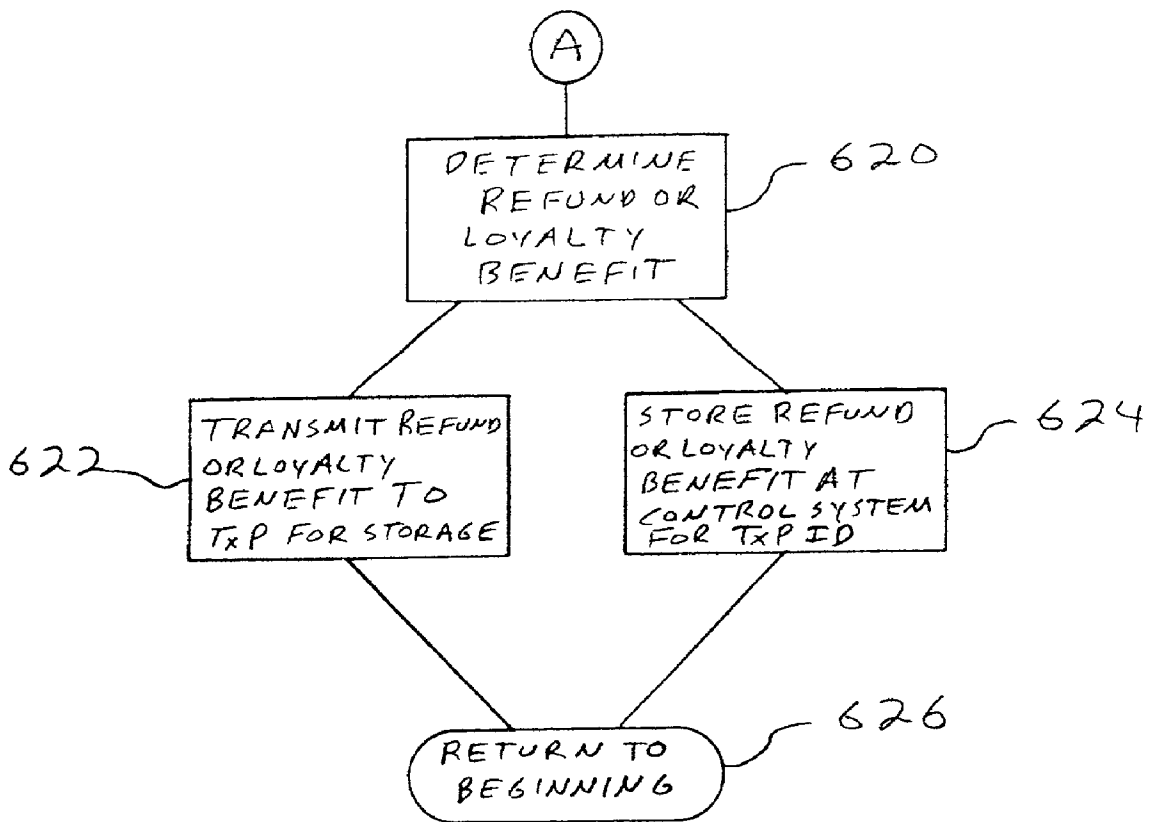 A
DETERMINE
REFUND OR
LOYALTY
BENEFIT
620
TRANSMIT REFUND
OR LOYALTY
BENEFIT TO
TxP FOR STORAGE
622
STORE REFUND
OR LOYALTY
BENEFIT AT
CONTROL SYSTEM
FOR TxP ID
624
RETURN TO
BEGINNING
626